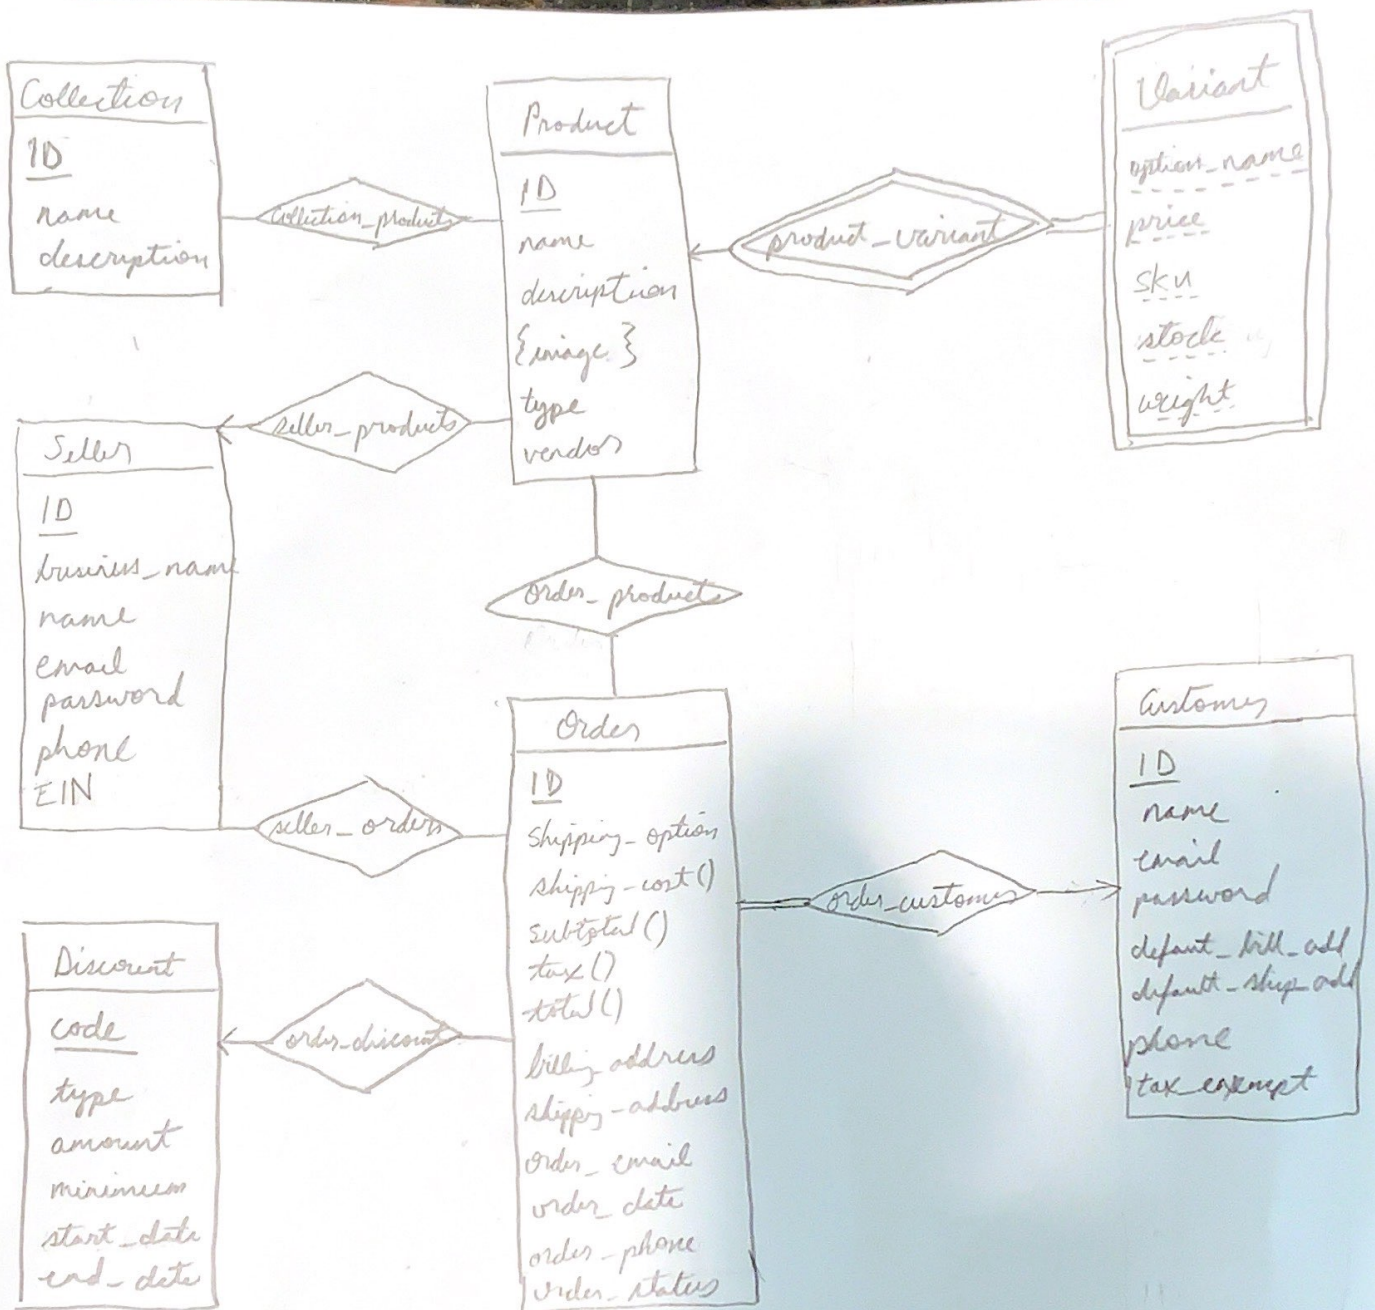 Collection
ID
name
description
collection_products
Product
ID
name
description
{image}
type
vendor
product_variant
Variant
option_name
price
sku
stock
weight
seller_products
Seller
ID
business_name
name
email
password
phone
EIN
order_products
seller_orders
Order
ID
shipping_option
shipping_cost()
subtotal()
tax()
total()
billing_address
shipping_address
order_email
order_date
order_phone
order_status
order_customer
Customer
ID
name
email
password
defaut_bill_add
default_ship_add
phone
tax_exempt
order_discount
Discount
code
type
amount
minimum
start_date
end_date